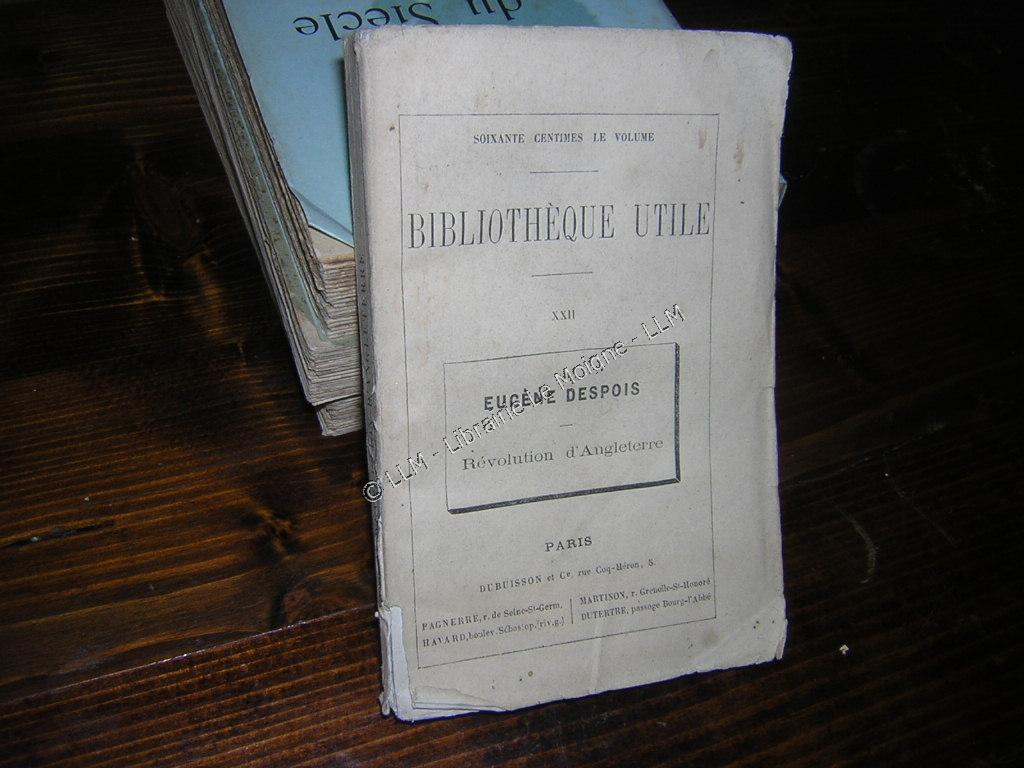 du Siècle
SOIXANTE CENTIMES LE VOLUME
BIBLIOTHÈQUE UTILE
XXII
EUGÈNE DESPOIS
Révolution d'Angleterre
PARIS
DUBUISSON et Ce, rue Coq-Héron, 5.
PAGNERRE, r. de Seine-St-Germ.
HAVARD, boulev. Sébastop. (riv. g.)
MARTINON, r. Grenelle-St-Honoré
DUTERTRE, passage Bourg-l'Abbé
© LLM - Librairie Le Moigne - LLM